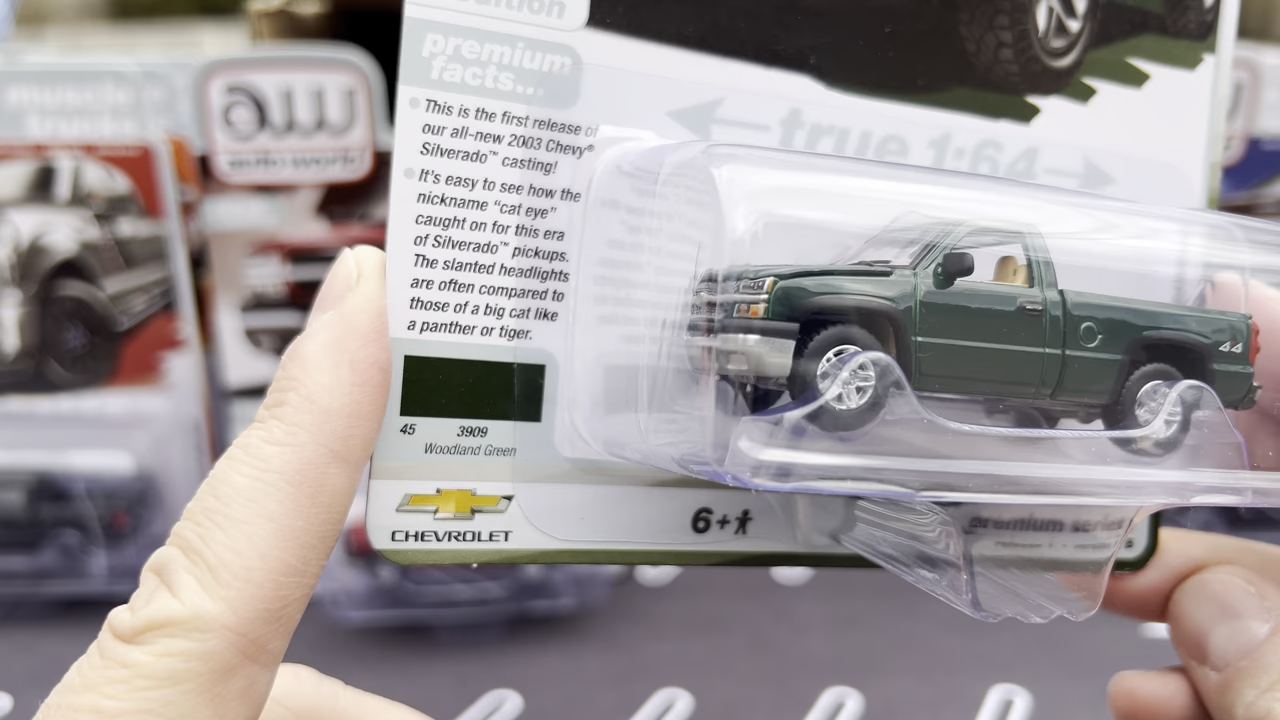 edition
premium
facts...
This is the first release of
our all-new 2003 Chevy®
Silverado™ casting!
It's easy to see how the
nickname “cat eye”
caught on for this era
of Silverado™ pickups.
The slanted headlights
are often compared to
those of a big cat like
a panther or tiger.
45 3909
Woodland Green
CHEVROLET
6+
true 1:64
4x4
premium series
muscle
trucks
aw
auto world